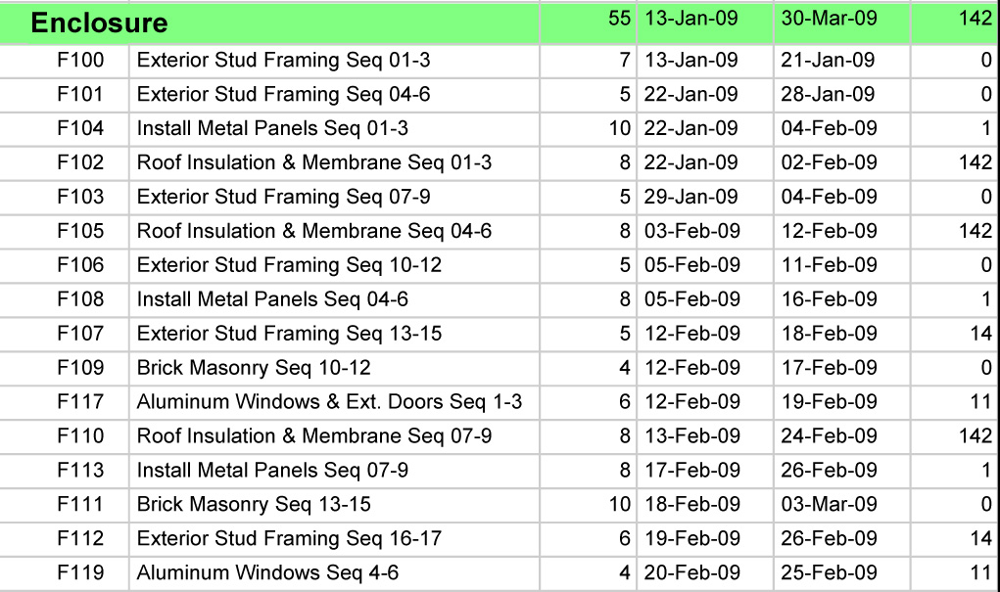 Enclosure 55 13-Jan-09 30-Mar-09 142
F100 Exterior Stud Framing Seq 01-3 7 13-Jan-09 21-Jan-09 0
F101 Exterior Stud Framing Seq 04-6 5 22-Jan-09 28-Jan-09 0
F104 Install Metal Panels Seq 01-3 10 22-Jan-09 04-Feb-09 1
F102 Roof Insulation & Membrane Seq 01-3 8 22-Jan-09 02-Feb-09 142
F103 Exterior Stud Framing Seq 07-9 5 29-Jan-09 04-Feb-09 0
F105 Roof Insulation & Membrane Seq 04-6 8 03-Feb-09 12-Feb-09 142
F106 Exterior Stud Framing Seq 10-12 5 05-Feb-09 11-Feb-09 0
F108 Install Metal Panels Seq 04-6 8 05-Feb-09 16-Feb-09 1
F107 Exterior Stud Framing Seq 13-15 5 12-Feb-09 18-Feb-09 14
F109 Brick Masonry Seq 10-12 4 12-Feb-09 17-Feb-09 0
F117 Aluminum Windows & Ext. Doors Seq 1-3 6 12-Feb-09 19-Feb-09 11
F110 Roof Insulation & Membrane Seq 07-9 8 13-Feb-09 24-Feb-09 142
F113 Install Metal Panels Seq 07-9 8 17-Feb-09 26-Feb-09 1
F111 Brick Masonry Seq 13-15 10 18-Feb-09 03-Mar-09 0
F112 Exterior Stud Framing Seq 16-17 6 19-Feb-09 26-Feb-09 14
F119 Aluminum Windows Seq 4-6 4 20-Feb-09 25-Feb-09 11